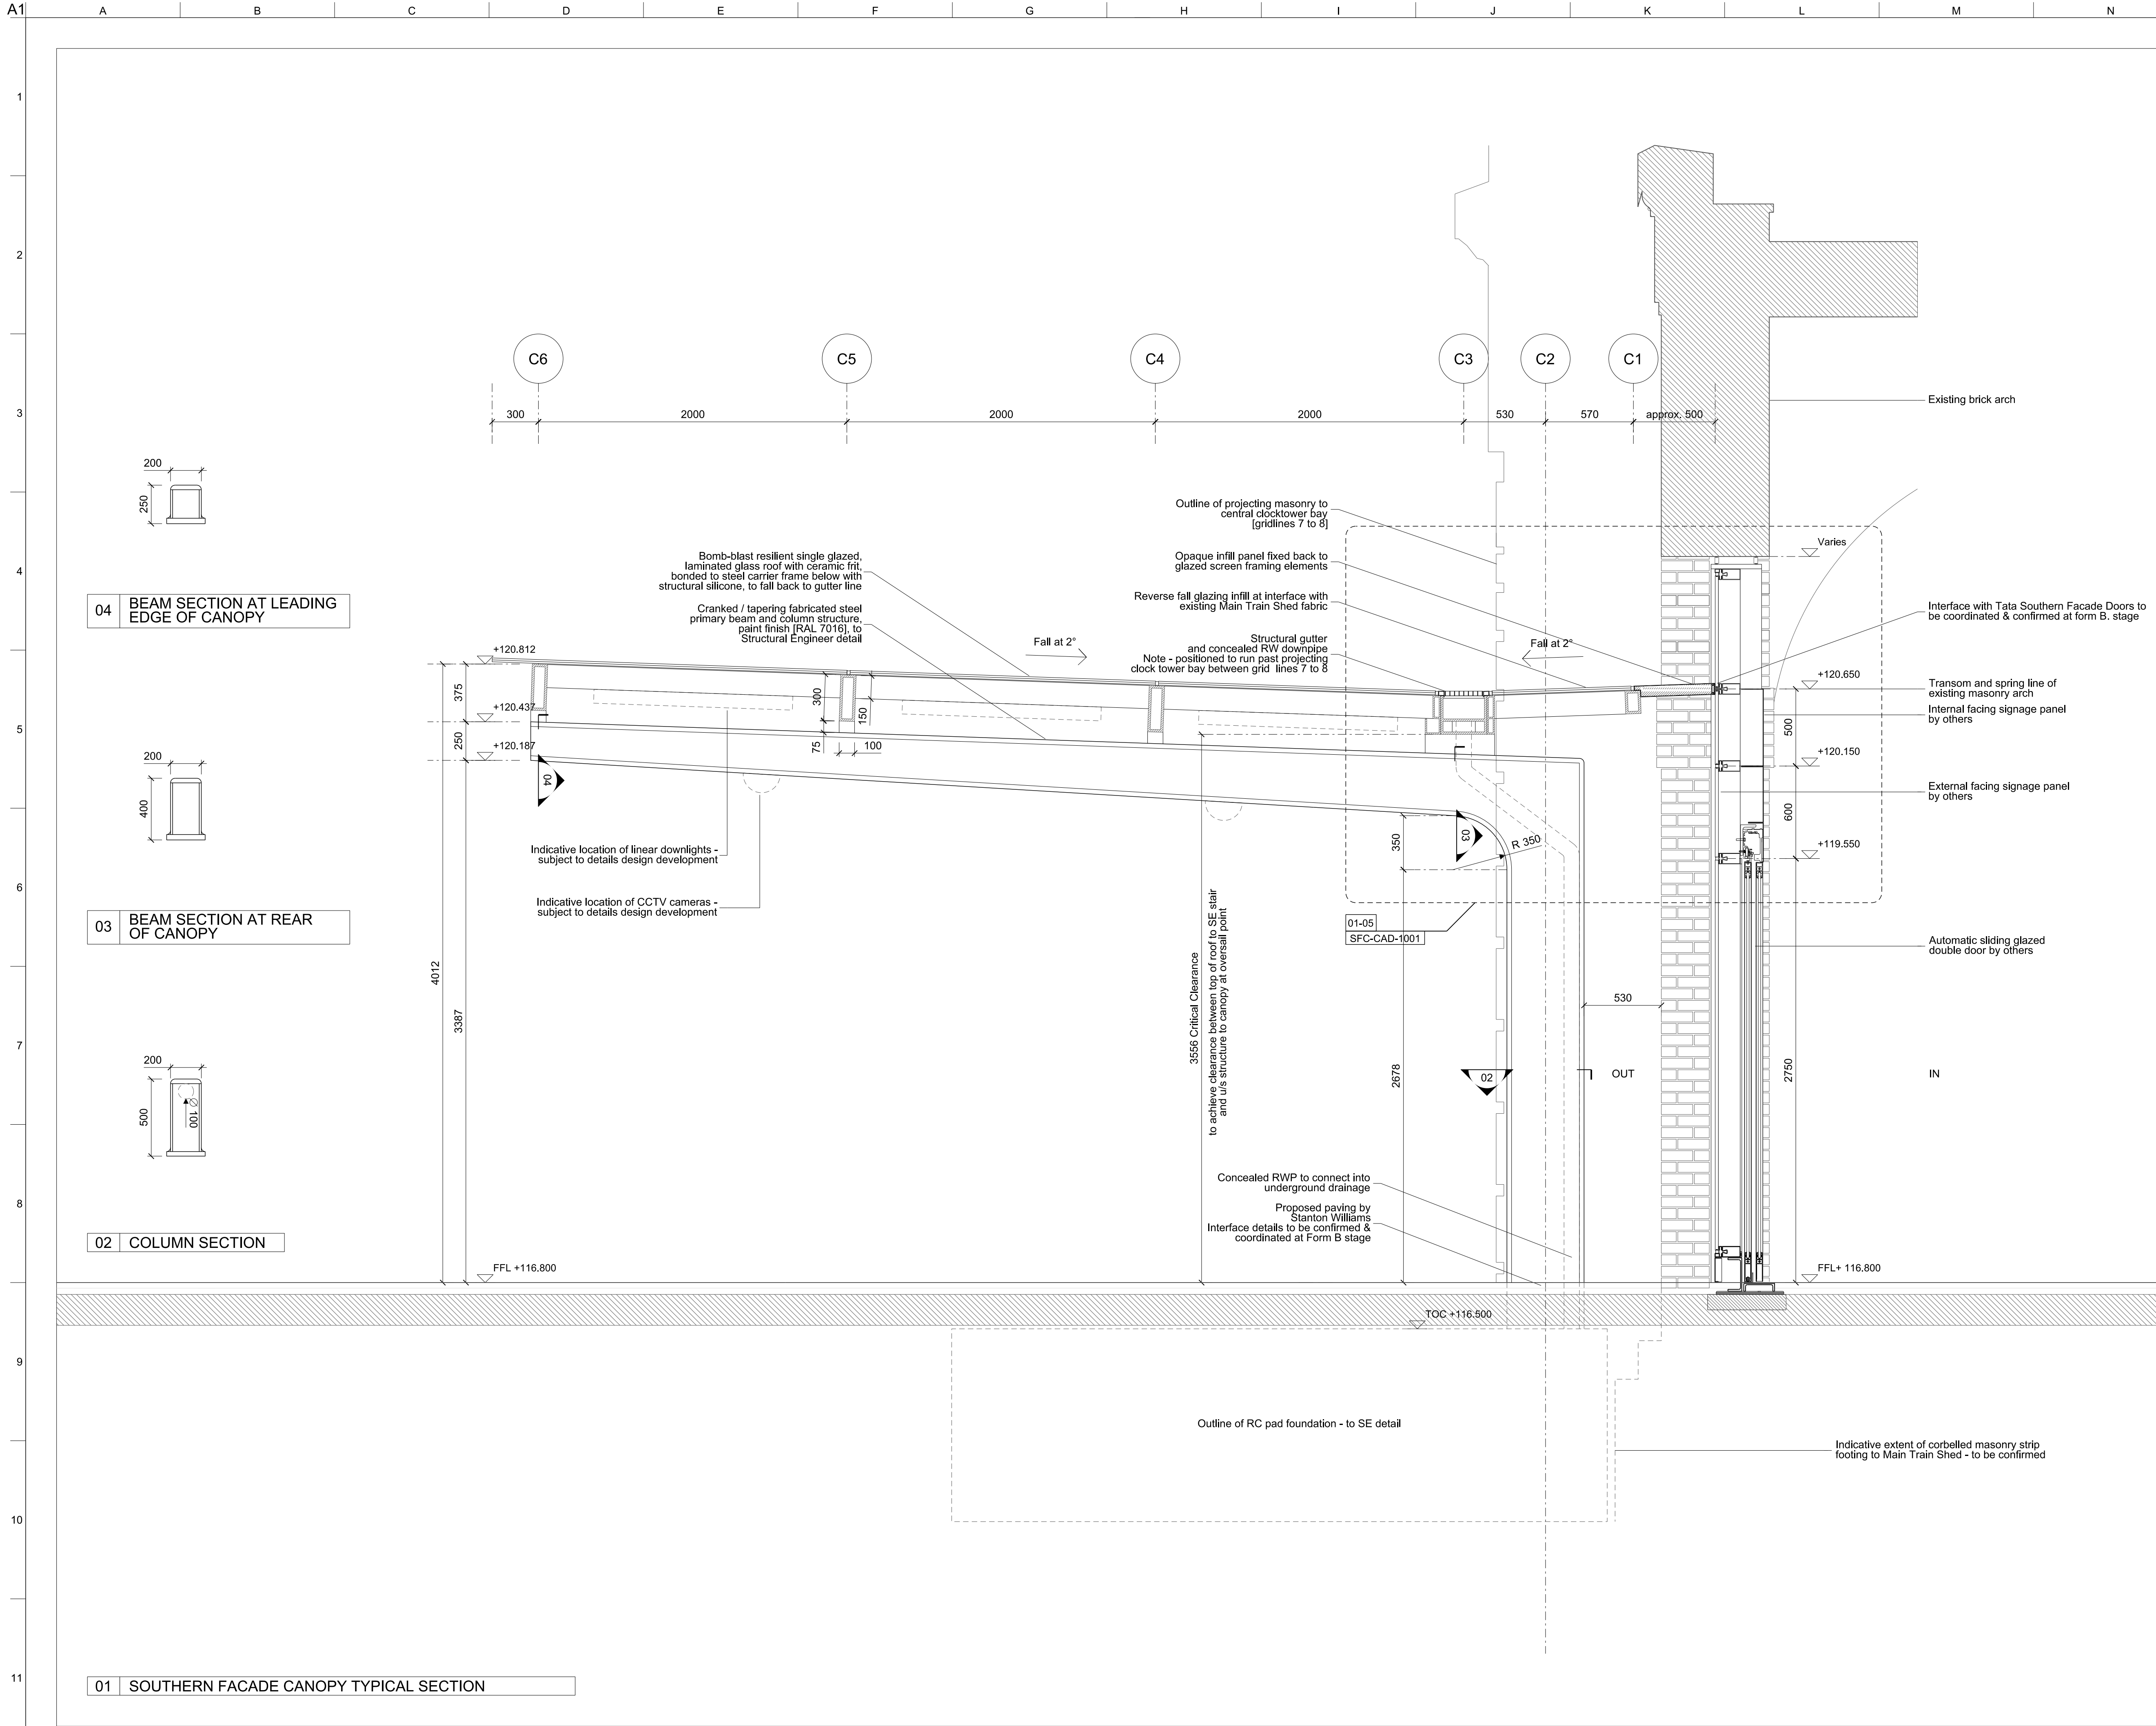 A1
A
B
C
D
E
F
G
H
I
J
K
L
M
N
1
2
3
4
5
6
7
8
9
10
11
C6
C5
C4
C3
C2
C1
300
2000
2000
2000
530
570
approx. 500
Existing brick arch
200
250
04
BEAM SECTION AT LEADING
EDGE OF CANOPY
200
400
03
BEAM SECTION AT REAR
OF CANOPY
200
500
Ø 100
02
COLUMN SECTION
Outline of projecting masonry to
central clocktower bay
[gridlines 7 to 8]
Opaque infill panel fixed back to
glazed screen framing elements
Reverse fall glazing infill at interface with
existing Main Train Shed fabric
Structural gutter
and concealed RW downpipe
Note - positioned to run past projecting
clock tower bay between grid lines 7 to 8
Bomb-blast resilient single glazed,
laminated glass roof with ceramic frit,
bonded to steel carrier frame below with
structural silicone, to fall back to gutter line
Cranked / tapering fabricated steel
primary beam and column structure,
paint finish [RAL 7016], to
Structural Engineer detail
Fall at 2°
Fall at 2°
Varies
Interface with Tata Southern Facade Doors to
be coordinated & confirmed at form B. stage
+120.650
Transom and spring line of
existing masonry arch
Internal facing signage panel
by others
500
+120.150
External facing signage panel
by others
600
+119.550
+120.812
375
+120.437
250
+120.187
300
150
75
100
04
03
350
R 350
Indicative location of linear downlights -
subject to details design development
Indicative location of CCTV cameras -
subject to details design development
01-05
SFC-CAD-1001
Automatic sliding glazed
double door by others
4012
3387
3556 Critical Clearance
to achieve clearance between top of roof to SE stair
and u/s structure to canopy at oversail point
2678
530
02
OUT
2750
IN
Concealed RWP to connect into
underground drainage
Proposed paving by
Stanton Williams
Interface details to be confirmed &
coordinated at Form B stage
FFL +116.800
FFL+ 116.800
TOC +116.500
Outline of RC pad foundation - to SE detail
Indicative extent of corbelled masonry strip
footing to Main Train Shed - to be confirmed
01
SOUTHERN FACADE CANOPY TYPICAL SECTION